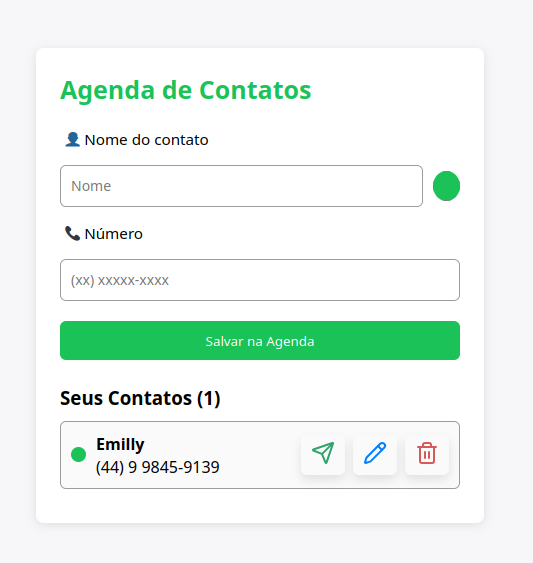 Agenda de Contatos
👤 Nome do contato
Nome
📞 Número
(xx) xxxxx-xxxx
Salvar na Agenda
Seus Contatos (1)
Emilly
(44) 9 9845-9139